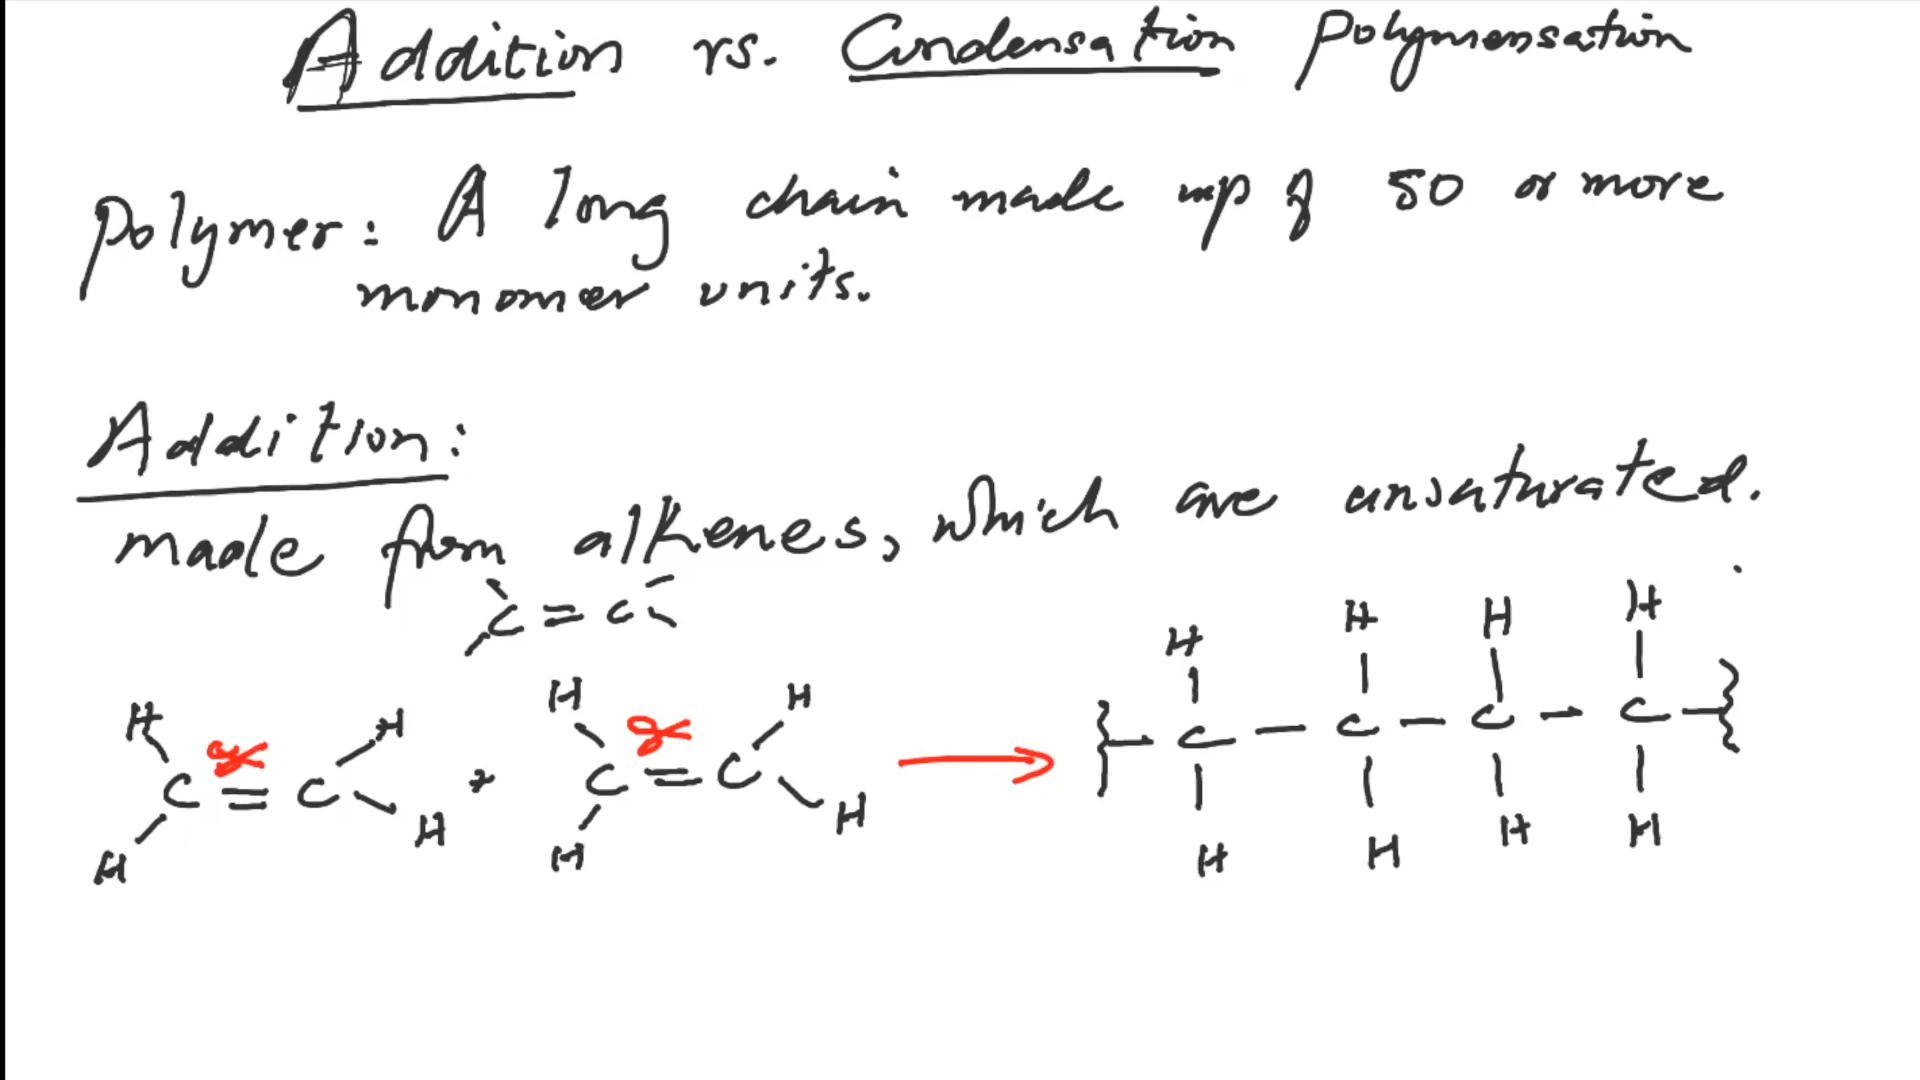 Addition vs. Condensation Polymerisation
Polymer: A long chain made up of 50 or more
monomer units.
Addition:
made from alkenes, which are unsaturated.
C = C
H H H H H H
H H
C = C + C = C → C - C - C - C
H H H H
H H H H